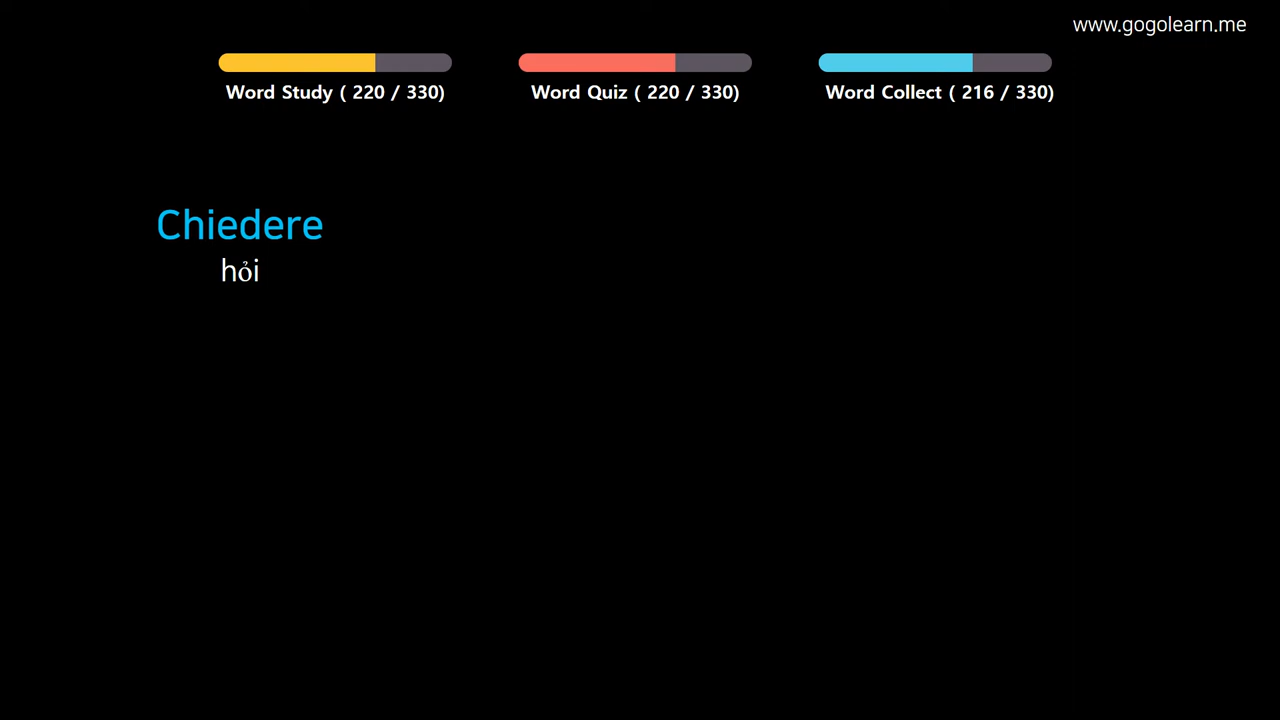 www.gogolearn.me
Word Study ( 220 / 330)
Word Quiz ( 220 / 330)
Word Collect ( 216 / 330)
Chiedere
hỏi